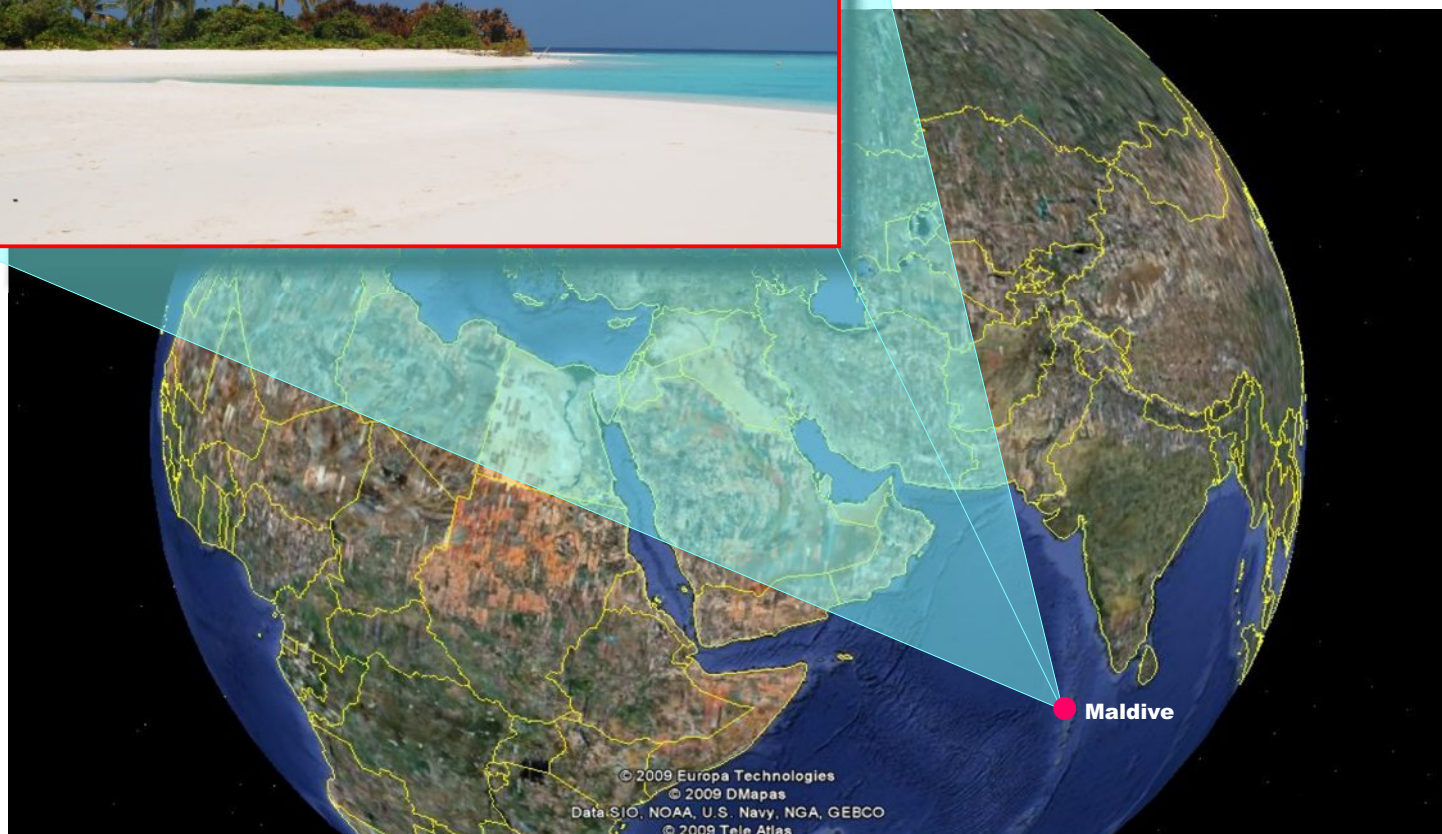 Maldive
© 2009 Europa Technologies
© 2009 DMapas
Data SIO, NOAA, U.S. Navy, NGA, GEBCO
© 2009 Tele Atlas